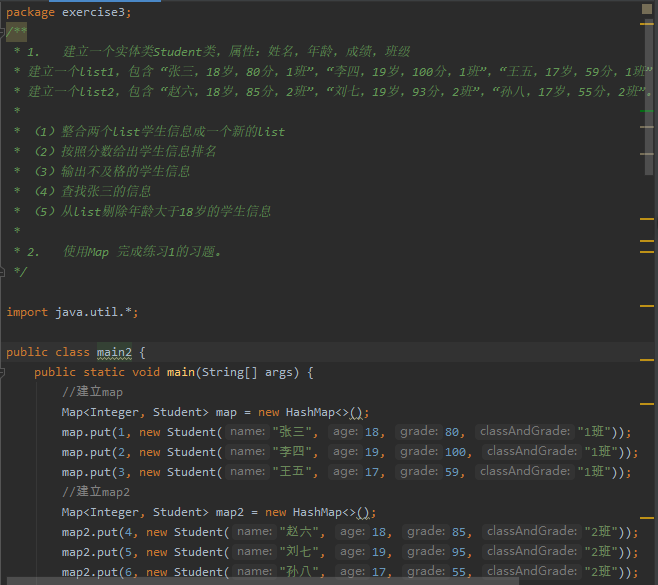 package exercise3;
/**
 * 1.   建立一个实体类Student类，属性：姓名，年龄，成绩，班级
 * 建立一个list1，包含“张三，18岁，80分，1班”，“李四，19岁，100分，1班”，“王五，17岁，59分，1班”
 * 建立一个list2，包含“赵六，18岁，85分，2班”，“刘七，19岁，93分，2班”，“孙八，17岁，55分，2班”。
 *
 * （1）整合两个list学生信息成一个新的list
 * （2）按照分数给出学生信息排名
 * （3）输出不及格的学生信息
 * （4）查找张三的信息
 * （5）从list剔除年龄大于18岁的学生信息
 *
 * 2.   使用Map 完成练习1的习题。
 */
import java.util.*;
public class main2 {
    public static void main(String[] args) {
        //建立map
        Map<Integer, Student> map = new HashMap<>();
        map.put(1, new Student( name: "张三", age: 18, grade: 80, classAndGrade: "1班"));
        map.put(2, new Student( name: "李四", age: 19, grade: 100, classAndGrade: "1班"));
        map.put(3, new Student( name: "王五", age: 17, grade: 59, classAndGrade: "1班"));
        //建立map2
        Map<Integer, Student> map2 = new HashMap<>();
        map2.put(4, new Student( name: "赵六", age: 18, grade: 85, classAndGrade: "2班"));
        map2.put(5, new Student( name: "刘七", age: 19, grade: 95, classAndGrade: "2班"));
        map2.put(6, new Student( name: "孙八", age: 17, grade: 55, classAndGrade: "2班"));